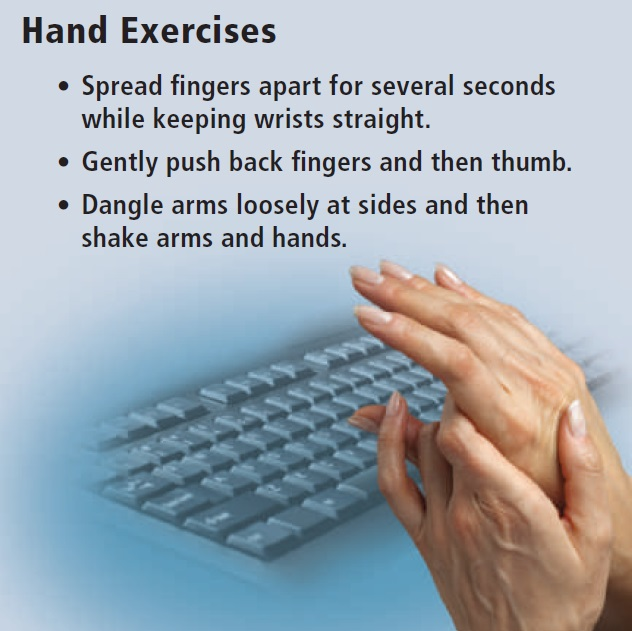 Hand Exercises
• Spread fingers apart for several seconds
while keeping wrists straight.
• Gently push back fingers and then thumb.
• Dangle arms loosely at sides and then
shake arms and hands.